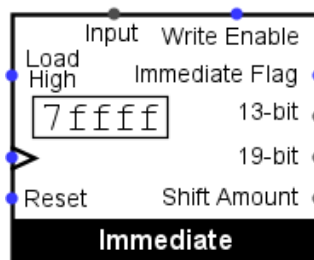 Input Write Enable
Load High
Immediate Flag
7ffff
13-bit
19-bit
Reset
Shift Amount
Immediate